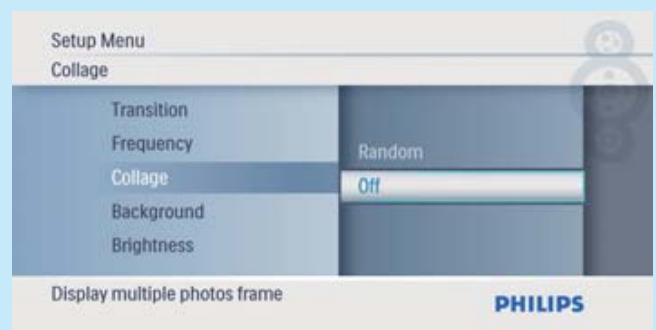 Setup Menu
Collage
Transition
Frequency
Collage
Background
Brightness
Random
Off
Display multiple photos frame
PHILIPS